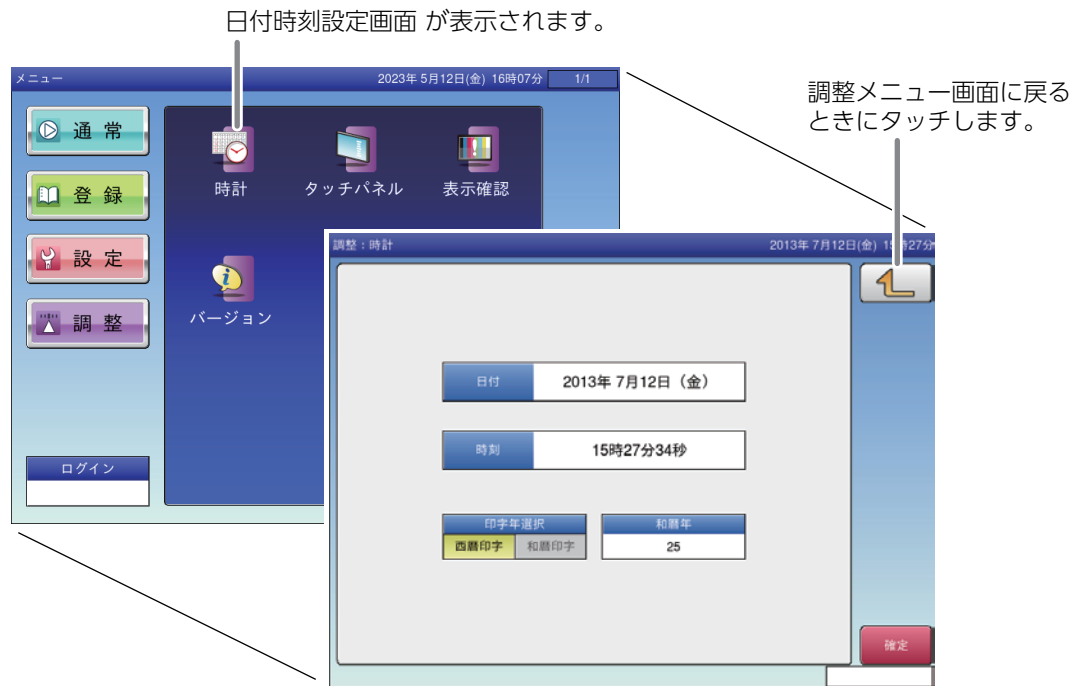 日付時刻設定画面 が表示されます。
調整メニュー画面に戻る
ときにタッチします。
メニュー
2023年 5月12日(金) 16時07分
1/1
通 常
登 録
設 定
調 整
ログイン
時計
タッチパネル
表示確認
バージョン
調整：時計
2013年 7月12日(金)
27分
日付
2013年 7月12日（金）
時刻
15時27分34秒
印字年選択
西暦印字
和暦印字
和暦年
25
確定